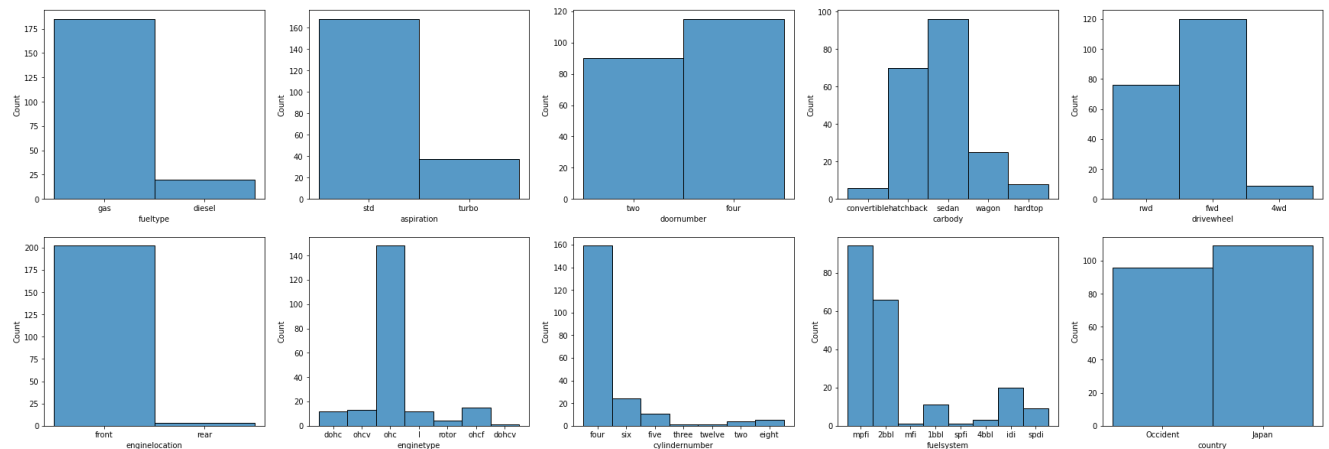 175
150
125
100
75
50
25
0
Count
gas diesel
fueltype
160
140
120
100
80
60
40
20
0
Count
std turbo
aspiration
120
100
80
60
40
20
0
Count
two four
doornumber
100
80
60
40
20
0
Count
convertible hatchback sedan wagon hardtop
carbody
120
100
80
60
40
20
0
Count
rwd fwd 4wd
drivewheel
200
175
150
125
100
75
50
25
0
Count
front rear
enginelocation
140
120
100
80
60
40
20
0
Count
dohc ohcv ohc l rotor ohcf dohcv
enginetype
160
140
120
100
80
60
40
20
0
Count
four six five three twelve two eight
cylindernumber
80
60
40
20
0
Count
mpfi 2bbl mfi 1bbl spfi 4bbl idi spdi
fuelsystem
100
80
60
40
20
0
Count
Occident Japan
country